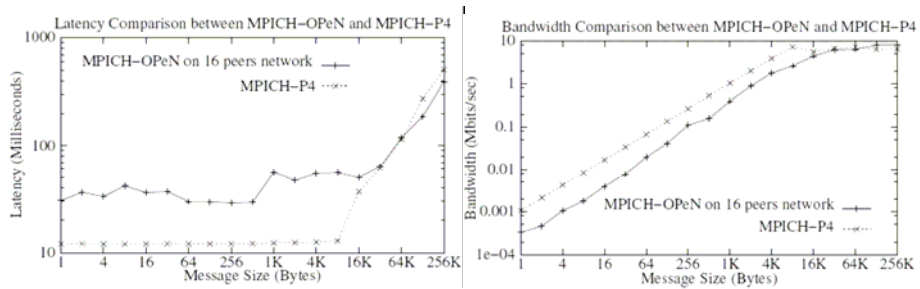 Latency Comparison between MPICH-OPeN and MPICH-P4
1000
100
10
Latency (Milliseconds)
MPICH-OPeN on 16 peers network
MPICH-P4
1 4 16 64 256 1K 4K 16K 64K 256K
Message Size (Bytes)
Bandwidth Comparison between MPICH-OPeN and MPICH-P4
10
1
0.1
0.01
0.001
1e-04
Bandwidth (Mbits/sec)
MPICH-OPeN on 16 peers network
MPICH-P4
1 4 16 64 256 1K 4K 16K 64K 256K
Message Size (Bytes)